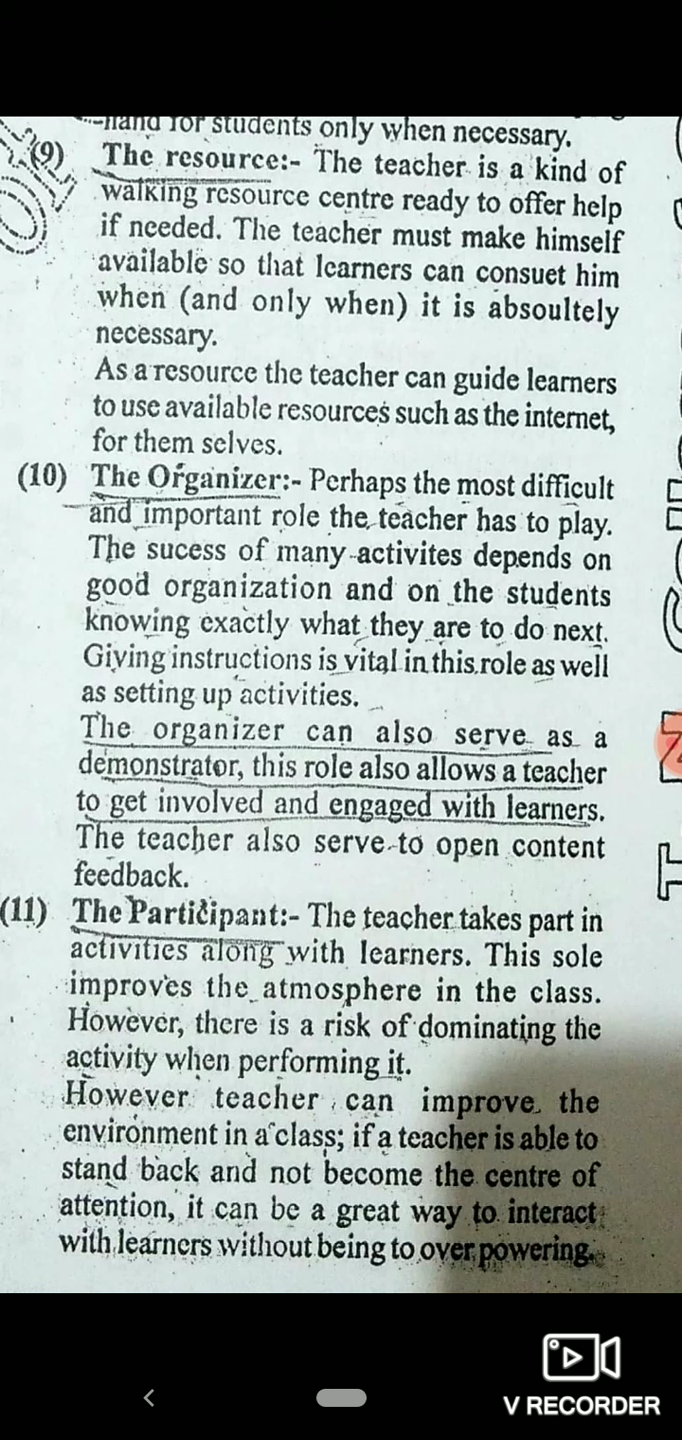 -hand for students only when necessary.
(9) The resource:- The teacher is a kind of
walking resource centre ready to offer help
if needed. The teacher must make himself
available so that learners can consuet him
when (and only when) it is absoultely
necessary.
As a resource the teacher can guide learners
to use available resources such as the internet,
for them selves.
(10) The Organizer:- Perhaps the most difficult
and important role the teacher has to play.
The sucess of many activites depends on
good organization and on the students
knowing exactly what they are to do next.
Giving instructions is vital in this role as well
as setting up activities.
The organizer can also serve as a
demonstrator, this role also allows a teacher
to get involved and engaged with learners.
The teacher also serve to open content
feedback.
(11) The Participant:- The teacher takes part in
activities along with learners. This sole
improves the atmosphere in the class.
However, there is a risk of dominating the
activity when performing it.
However teacher can improve the
environment in a class; if a teacher is able to
stand back and not become the centre of
attention, it can be a great way to interact
with learners without being to over powering.
V RECORDER